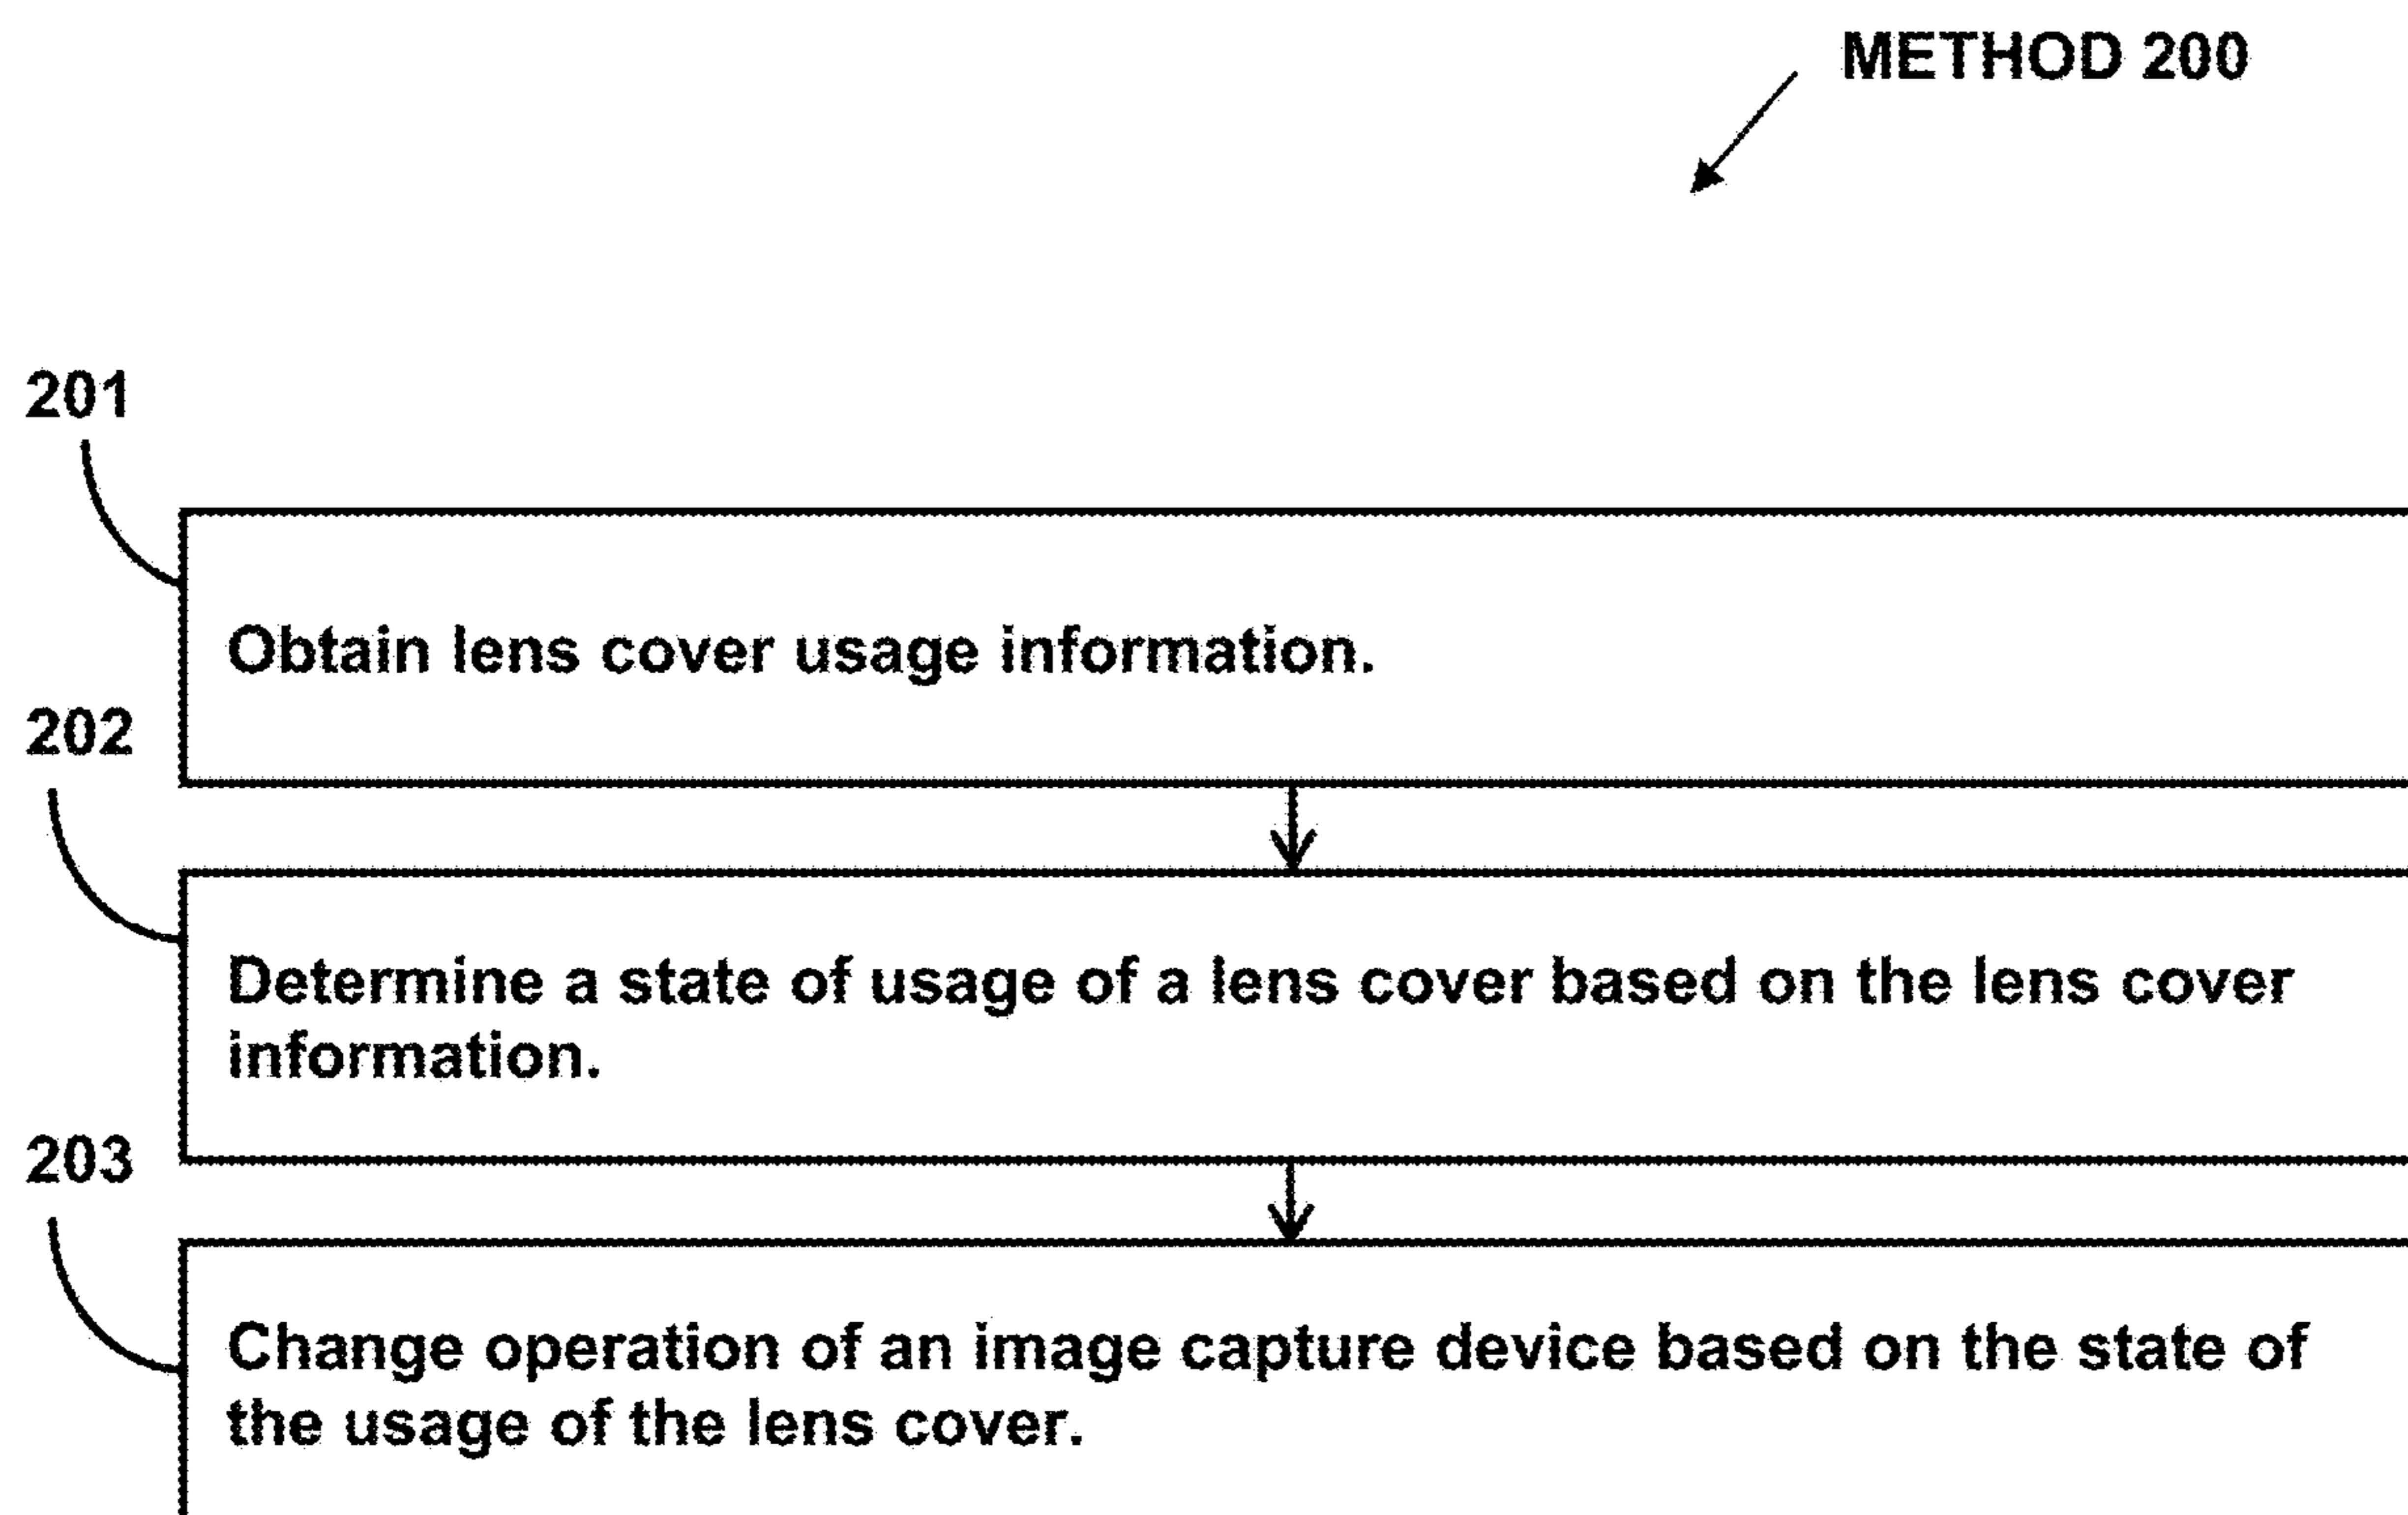 METHOD 200
201
Obtain lens cover usage information.
202
Determine a state of usage of a lens cover based on the lens cover
information.
203
Change operation of an image capture device based on the state of
the usage of the lens cover.